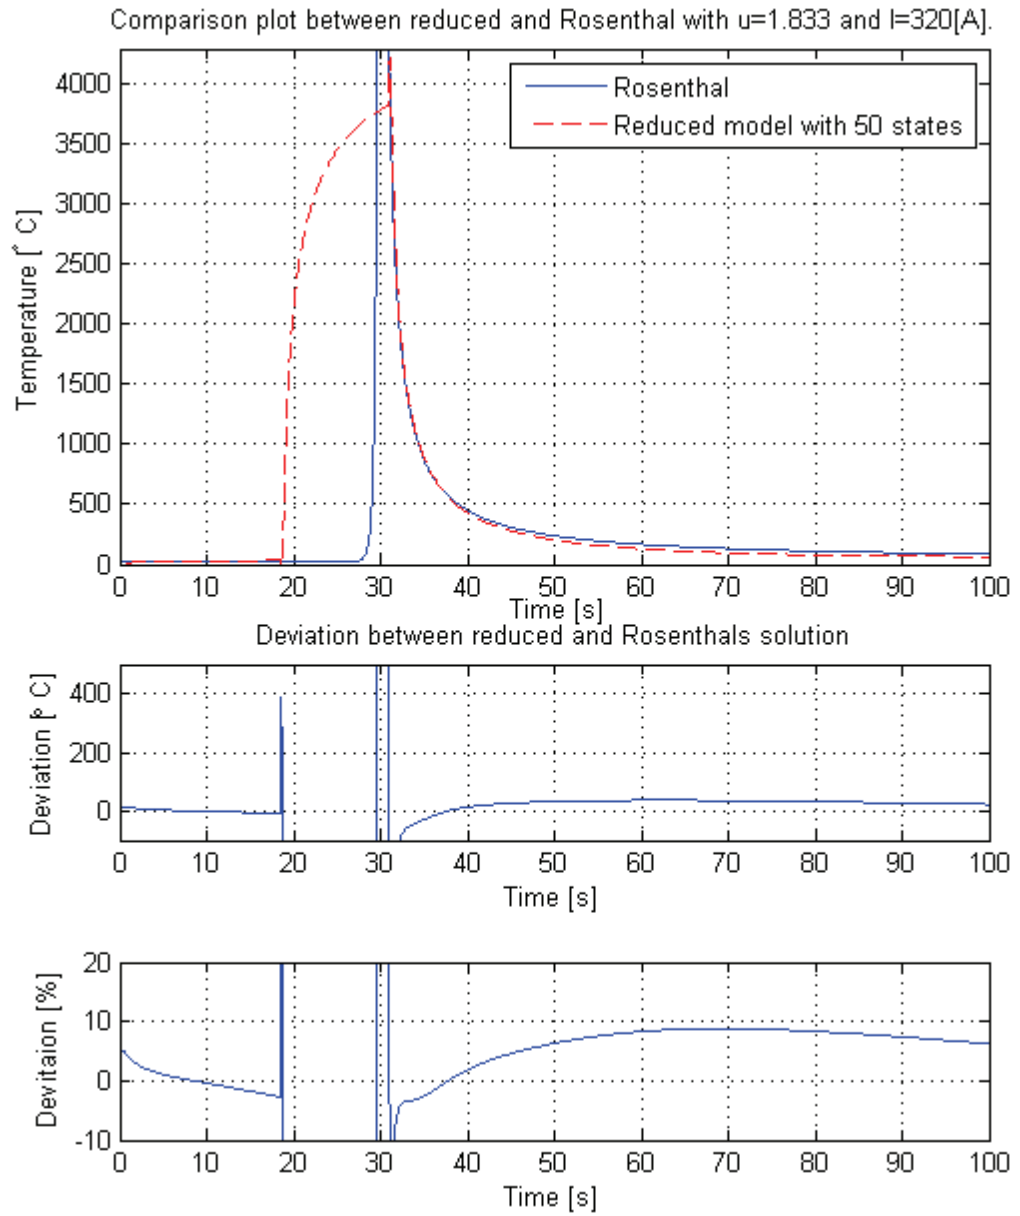 Comparison plot between reduced and Rosenthal with u=1.833 and I=320[A].
4000
3500
3000
2500
2000
1500
1000
500
0
Temperature [° C]
Rosenthal
Reduced model with 50 states
0 10 20 30 40 50 60 70 80 90 100
Time [s]
Deviation between reduced and Rosenthals solution
400
200
0
Deviation [° C]
0 10 20 30 40 50 60 70 80 90 100
Time [s]
20
10
0
-10
Devitaion [%]
0 10 20 30 40 50 60 70 80 90 100
Time [s]